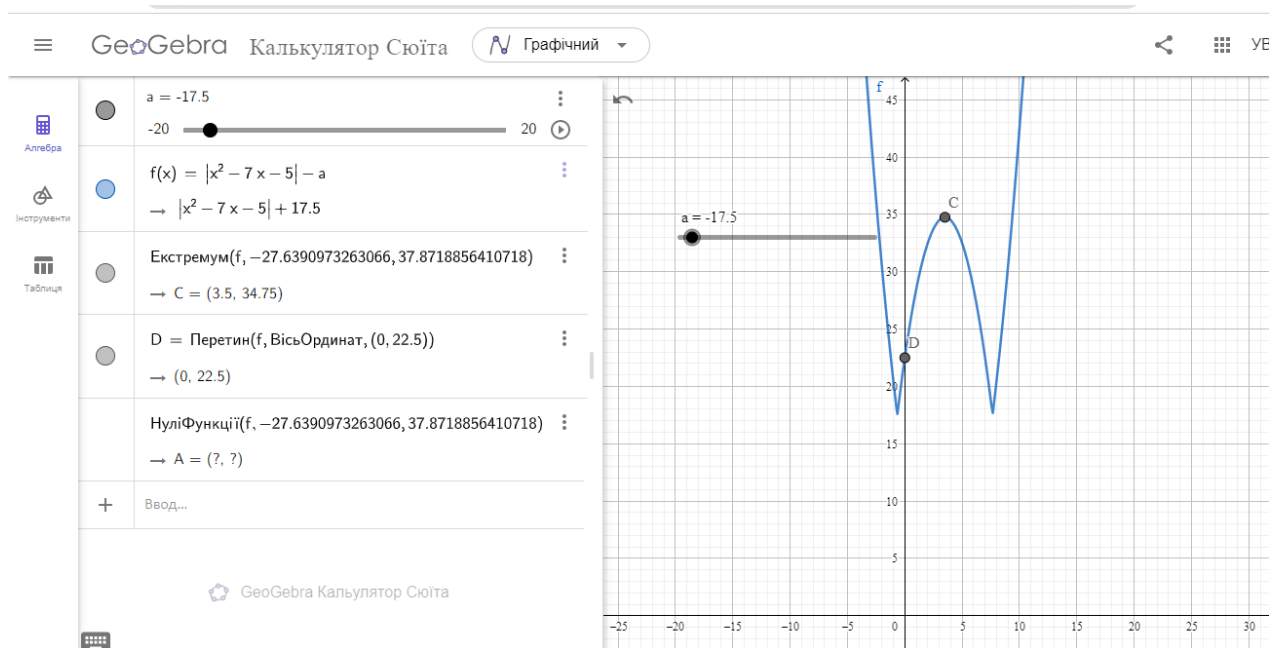 GeoGebra Калькулятор Сюїта Графічний УВ
Алгебра
Інструменти
Таблиця
a = -17.5
-20 20
f(x) = |x² − 7 x − 5| − a
→ |x² − 7 x − 5| + 17.5
Екстремум(f, −27.6390973263066, 37.8718856410718)
→ C = (3.5, 34.75)
D = Перетин(f, ВісьОрдинат, (0, 22.5))
→ (0, 22.5)
НуліФункції(f, −27.6390973263066, 37.8718856410718)
→ A = (?, ?)
+ Ввод...
GeoGebra Кальулятор Сюїта
f
45
40
35
30
25
20
15
10
5
a = -17.5
C
D
−25 −20 −15 −10 −5 0 5 10 15 20 25 30